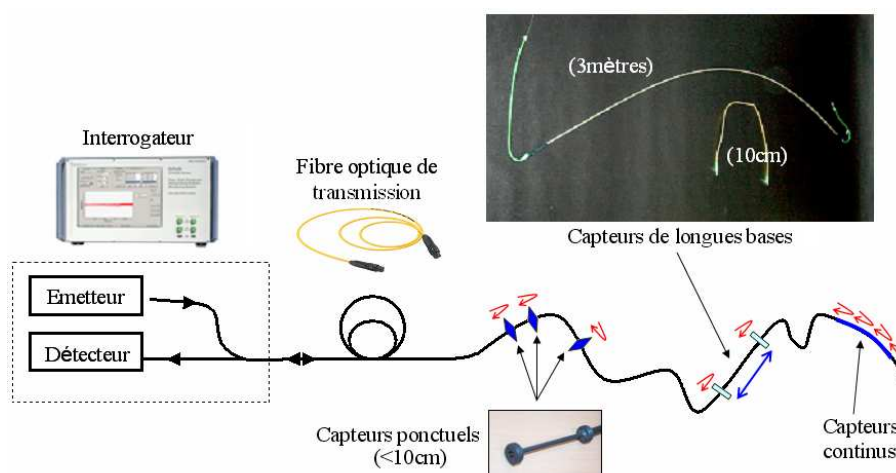 (3mètres)
(10cm)
Interrogateur
Fibre optique de
transmission
Capteurs de longues bases
Emetteur
Détecteur
Capteurs ponctuels
(<10cm)
Capteurs
continus